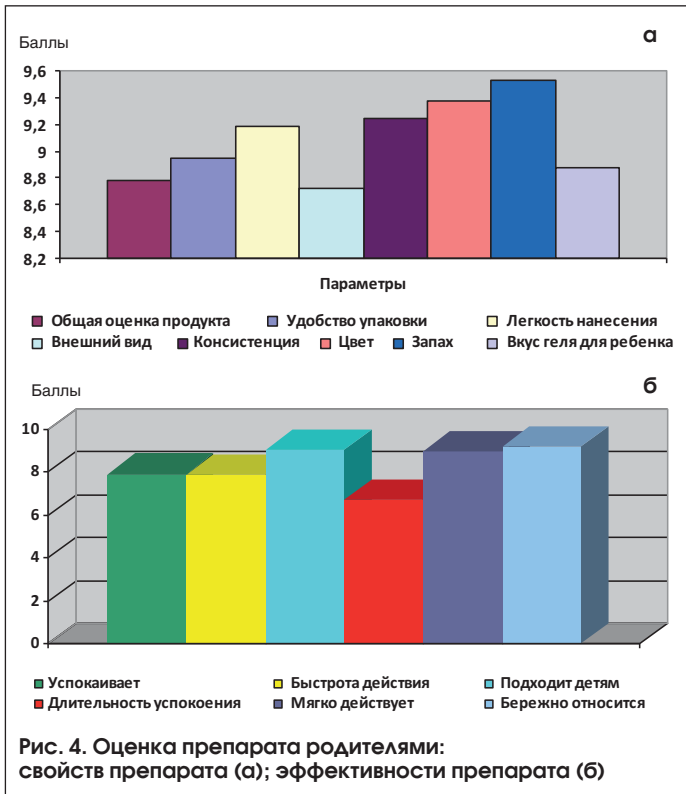 Баллы
а
9,6
9,4
9,2
9
8,8
8,6
8,4
8,2
Параметры
Общая оценка продукта Удобство упаковки Легкость нанесения
Внешний вид Консистенция Цвет Запах Вкус геля для ребенка
Баллы
б
10
8
6
4
2
0
Успокаивает Быстрота действия Подходит детям
Длительность успокоения Мягко действует Бережно относится
Рис. 4. Оценка препарата родителями:
свойств препарата (а); эффективности препарата (б)